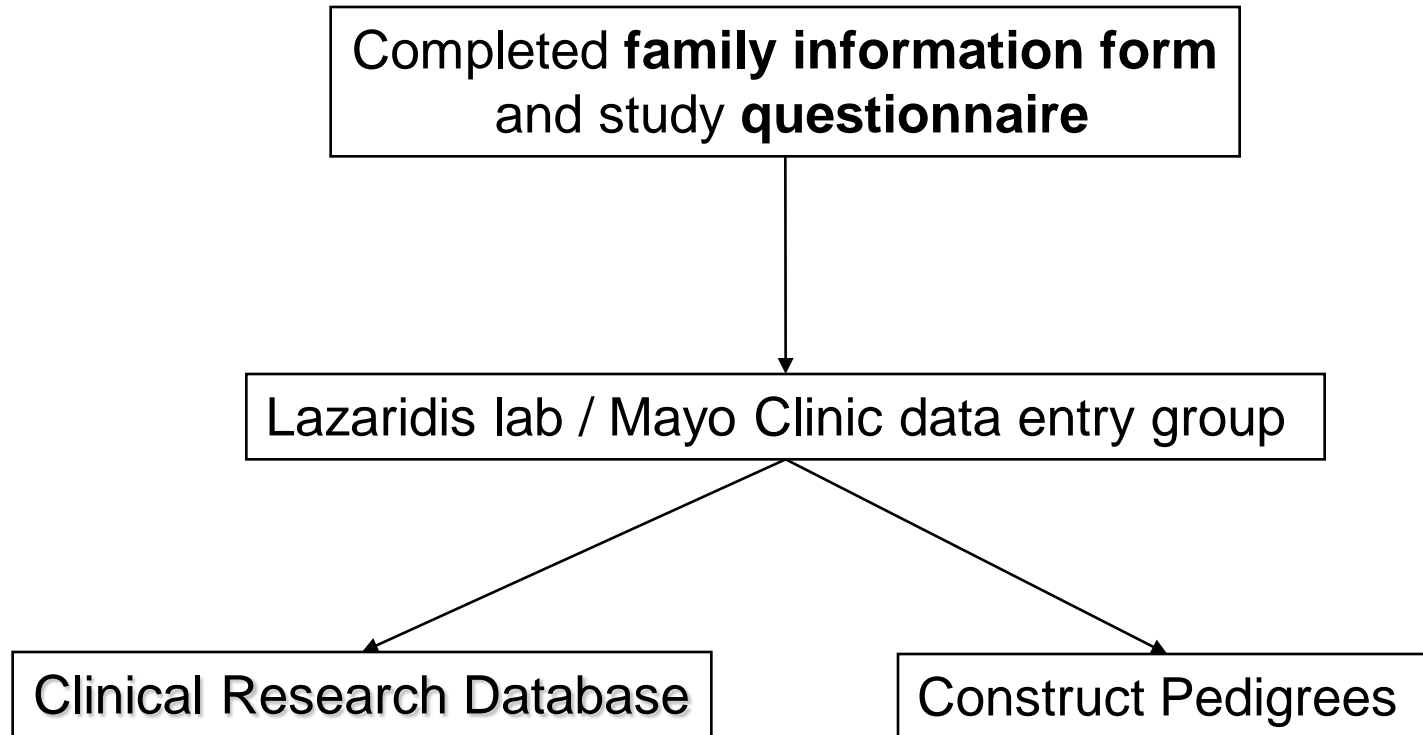 Completed family information form
and study questionnaire
Lazaridis lab / Mayo Clinic data entry group
Clinical Research Database
Construct Pedigrees